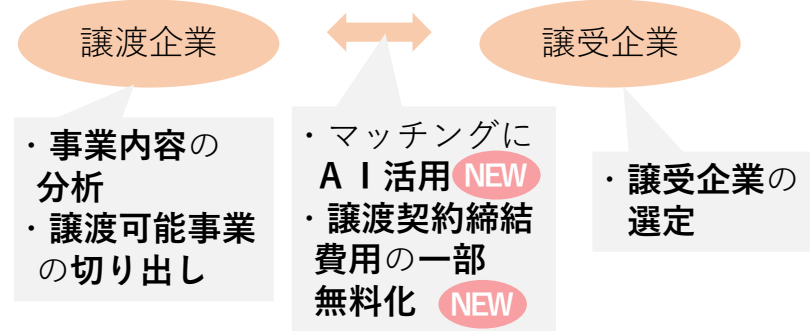 譲渡企業
譲受企業
・事業内容の
分析
・譲渡可能事業
の切り出し
・マッチングに
ＡＩ活用 NEW
・譲渡契約締結
費用の一部
無料化 NEW
・譲受企業の
選定